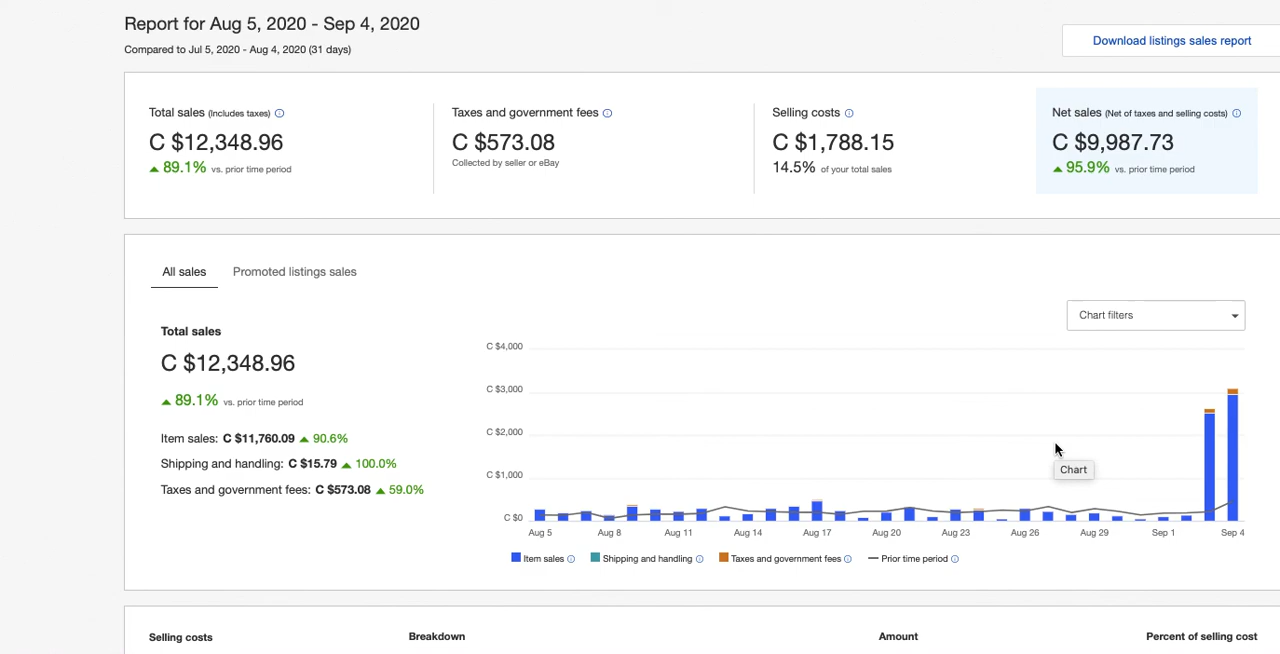 Report for Aug 5, 2020 - Sep 4, 2020
Compared to Jul 5, 2020 - Aug 4, 2020 (31 days)
Download listings sales report
Total sales (Includes taxes)
C $12,348.96
89.1% vs. prior time period
Taxes and government fees
C $573.08
Collected by seller or eBay
Selling costs
C $1,788.15
14.5% of your total sales
Net sales (Net of taxes and selling costs)
C $9,987.73
95.9% vs. prior time period
All sales Promoted listings sales
Chart filters
Total sales
C $12,348.96
89.1% vs. prior time period
Item sales: C $11,760.09 90.6%
Shipping and handling: C $15.79 100.0%
Taxes and government fees: C $573.08 59.0%
C $4,000
C $3,000
C $2,000
C $1,000
C $0
Chart
Aug 5 Aug 8 Aug 11 Aug 14 Aug 17 Aug 20 Aug 23 Aug 26 Aug 29 Sep 1 Sep 4
Item sales Shipping and handling Taxes and government fees Prior time period
Selling costs Breakdown Amount Percent of selling cost